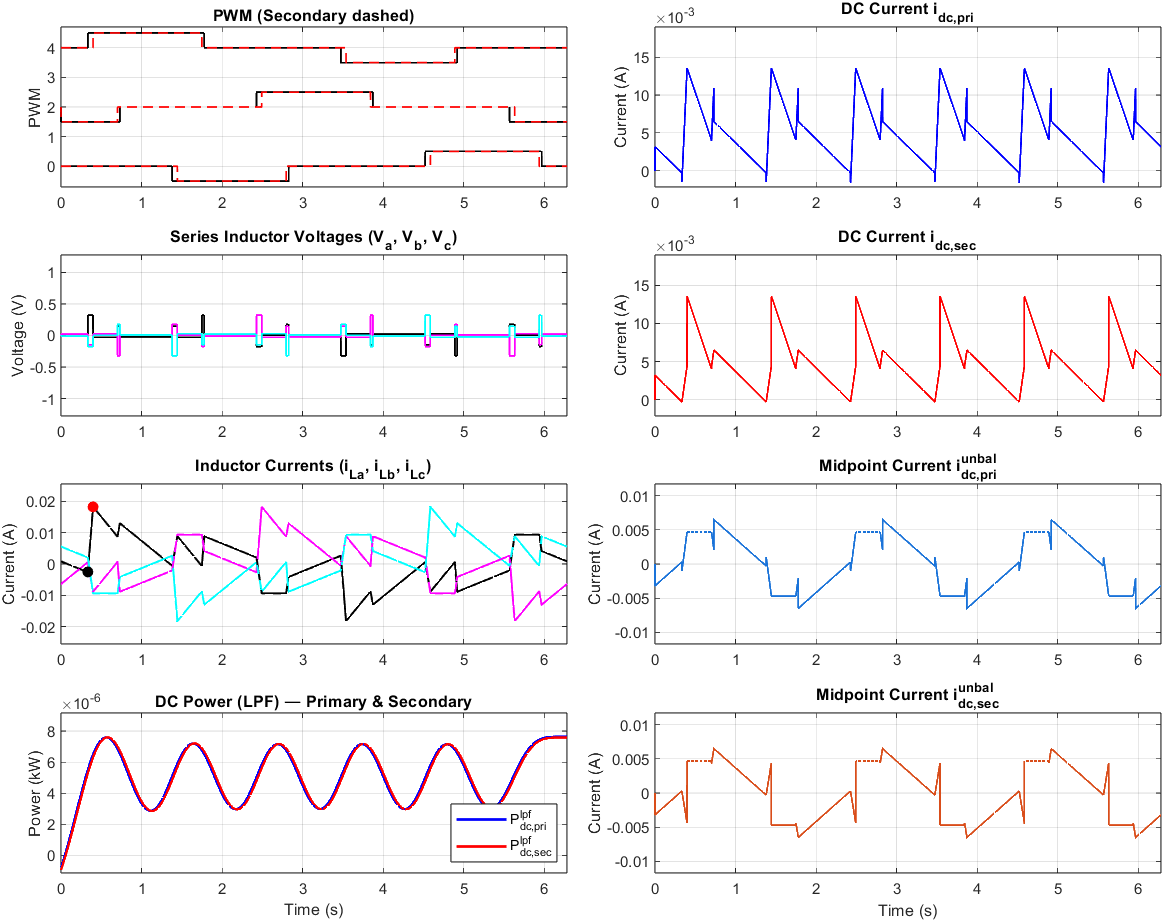 PWM (Secondary dashed)
PWM
4
3
2
1
0
0 1 2 3 4 5 6
DC Current i_dc,pri
×10⁻³
Current (A)
15
10
5
0
0 1 2 3 4 5 6
Series Inductor Voltages (V_a, V_b, V_c)
Voltage (V)
1
0.5
0
-0.5
-1
0 1 2 3 4 5 6
DC Current i_dc,sec
×10⁻³
Current (A)
15
10
5
0
0 1 2 3 4 5 6
Inductor Currents (i_La, i_Lb, i_Lc)
Current (A)
0.02
0.01
0
-0.01
-0.02
0 1 2 3 4 5 6
Midpoint Current i^unbal_dc,pri
Current (A)
0.01
0.005
0
-0.005
-0.01
0 1 2 3 4 5 6
DC Power (LPF) — Primary & Secondary
×10⁻⁶
Power (kW)
8
6
4
2
0
P^lpf_dc,pri
P^lpf_dc,sec
0 1 2 3 4 5 6
Time (s)
Midpoint Current i^unbal_dc,sec
Current (A)
0.01
0.005
0
-0.005
-0.01
0 1 2 3 4 5 6
Time (s)